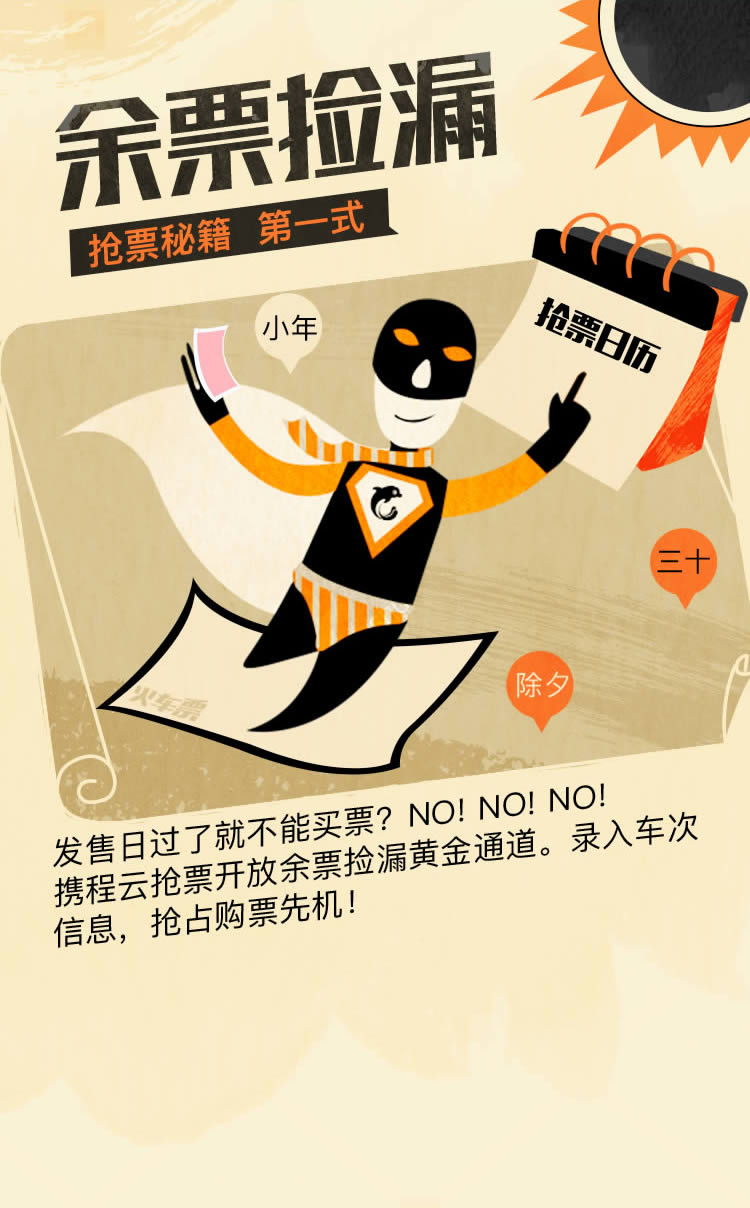 余票捡漏
抢票秘籍 第一式
小年
抢票日历
三十
除夕
火车票
发售日过了就不能买票？NO! NO! NO!
携程云抢票开放余票捡漏黄金通道。录入车次
信息，抢占购票先机！